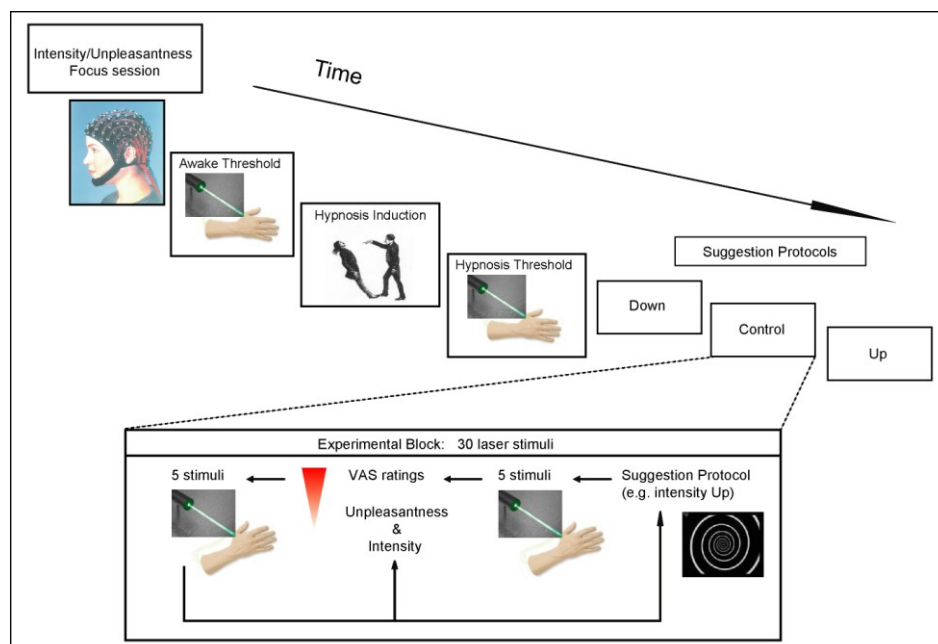 Intensity/Unpleasantness
Focus session
Time
Awake Threshold
Hypnosis Induction
Hypnosis Threshold
Suggestion Protocols
Down
Control
Up
Experimental Block: 30 laser stimuli
5 stimuli
VAS ratings
5 stimuli
Suggestion Protocol
(e.g. intensity Up)
Unpleasantness
&
Intensity